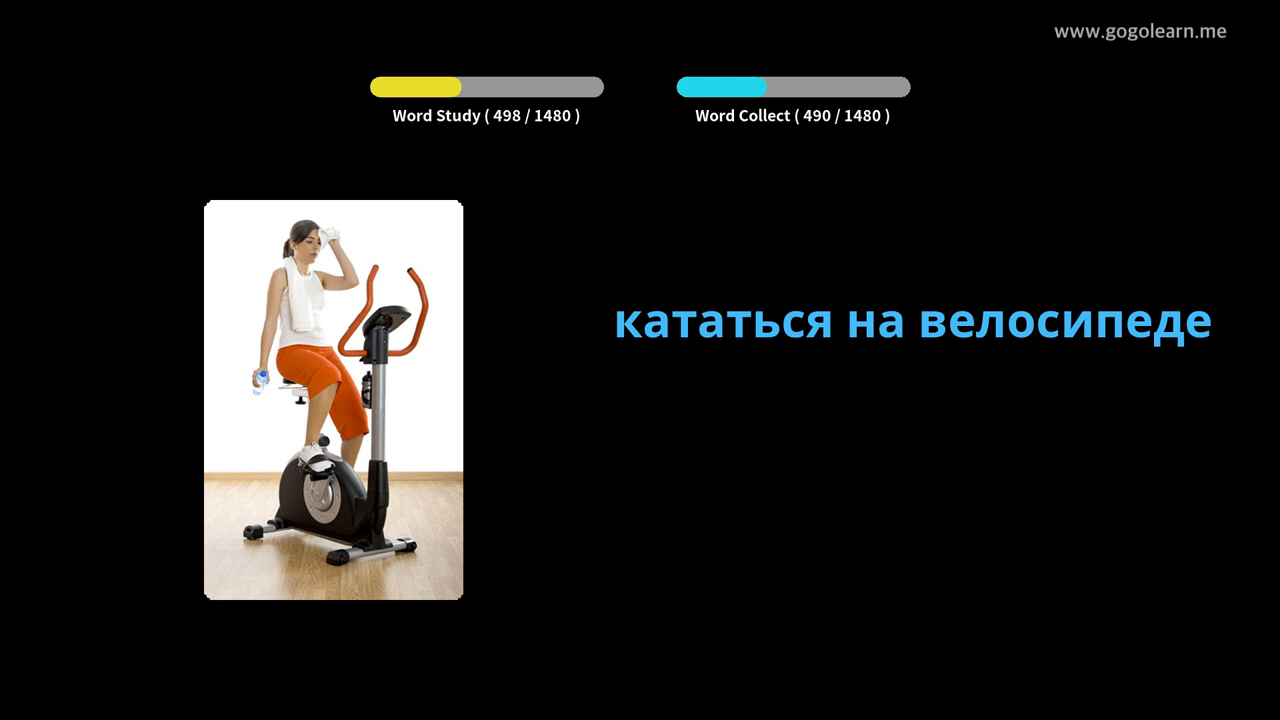 www.gogolearn.me
Word Study ( 498 / 1480 )
Word Collect ( 490 / 1480 )
кататься на велосипеде